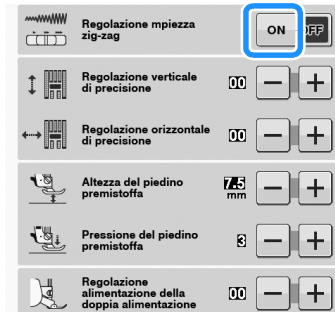 Regolazione mpiezza
zig-zag
ON
OFF
Regolazione verticale
di precisione
00
Regolazione orizzontale
di precisione
00
Altezza del piedino
premistoffa
7.5
mm
Pressione del piedino
premistoffa
3
Regolazione
alimentazione della
doppia alimentazione
00